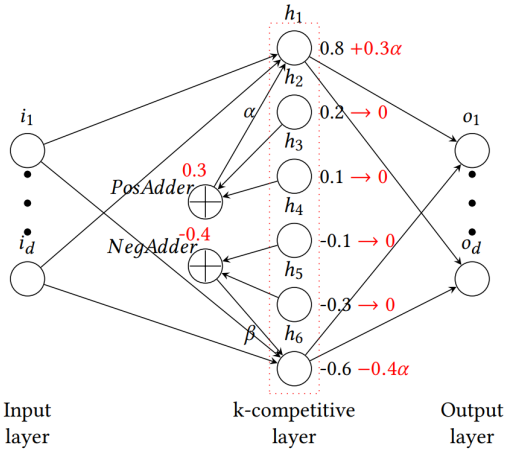 h1
0.8 +0.3α
h2
i1
α
0.2 → 0
o1
h3
0.3
0.1 → 0
PosAdder
h4
-0.4
id
NegAdder
-0.1 → 0
od
h5
-0.3 → 0
h6
β
-0.6 −0.4α
Input
layer
k-competitive
layer
Output
layer